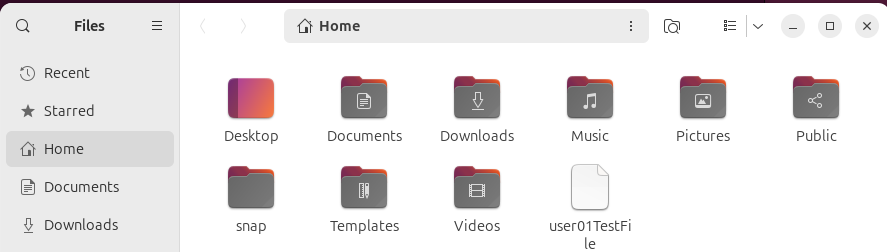 Files
Home
Recent
Starred
Home
Documents
Downloads
Desktop
Documents
Downloads
Music
Pictures
Public
snap
Templates
Videos
user01TestFi
le